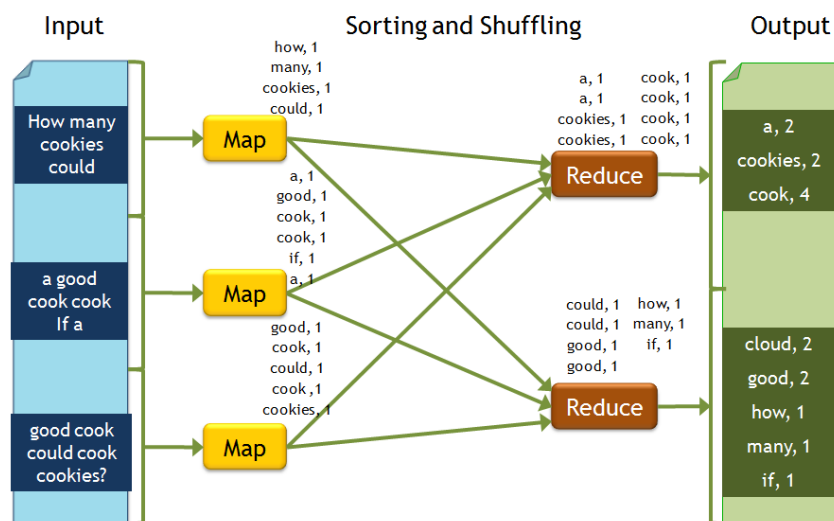 Input
Sorting and Shuffling
Output
How many
cookies
could
a good
cook cook
If a
good cook
could cook
cookies?
how, 1
many, 1
cookies, 1
could, 1
Map
a, 1
good, 1
cook, 1
cook, 1
if, 1
a, 1
Map
good, 1
cook, 1
could, 1
cook ,1
cookies, 1
Map
a, 1
a, 1
cookies, 1
cookies, 1
cook, 1
cook, 1
cook, 1
cook, 1
Reduce
could, 1
could, 1
good, 1
good, 1
how, 1
many, 1
if, 1
Reduce
a, 2
cookies, 2
cook, 4
cloud, 2
good, 2
how, 1
many, 1
if, 1